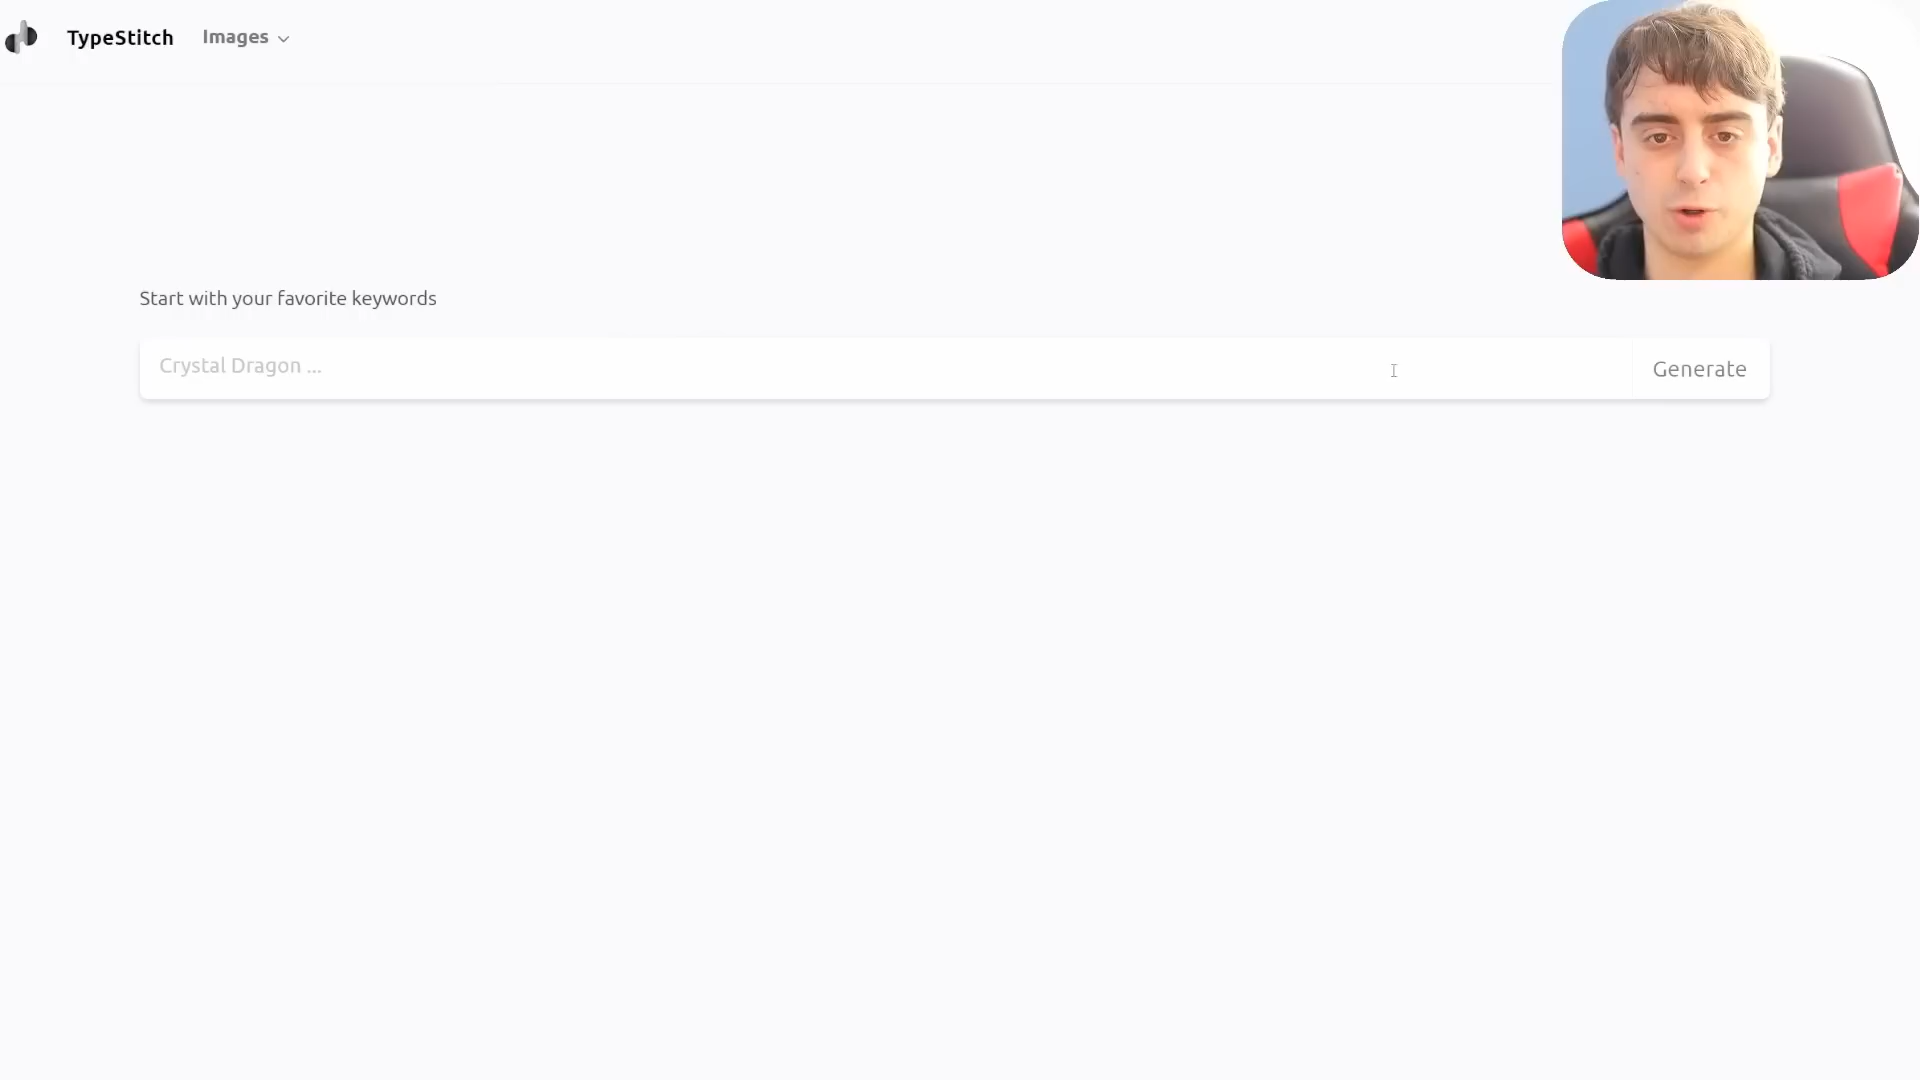 TypeStitch Images
Start with your favorite keywords
Crystal Dragon ...
Generate